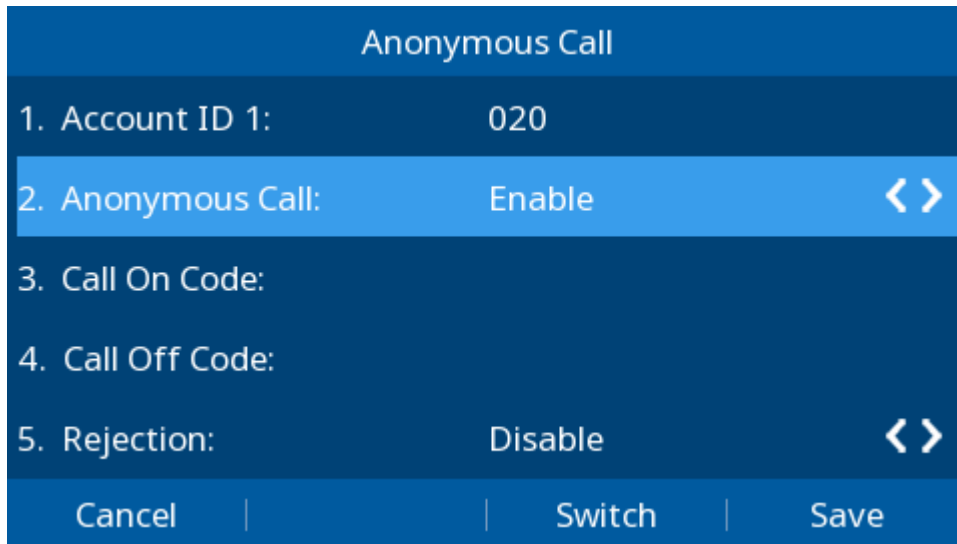 Anonymous Call
1. Account ID 1: 020
2. Anonymous Call: Enable
3. Call On Code:
4. Call Off Code:
5. Rejection: Disable
Cancel Switch Save